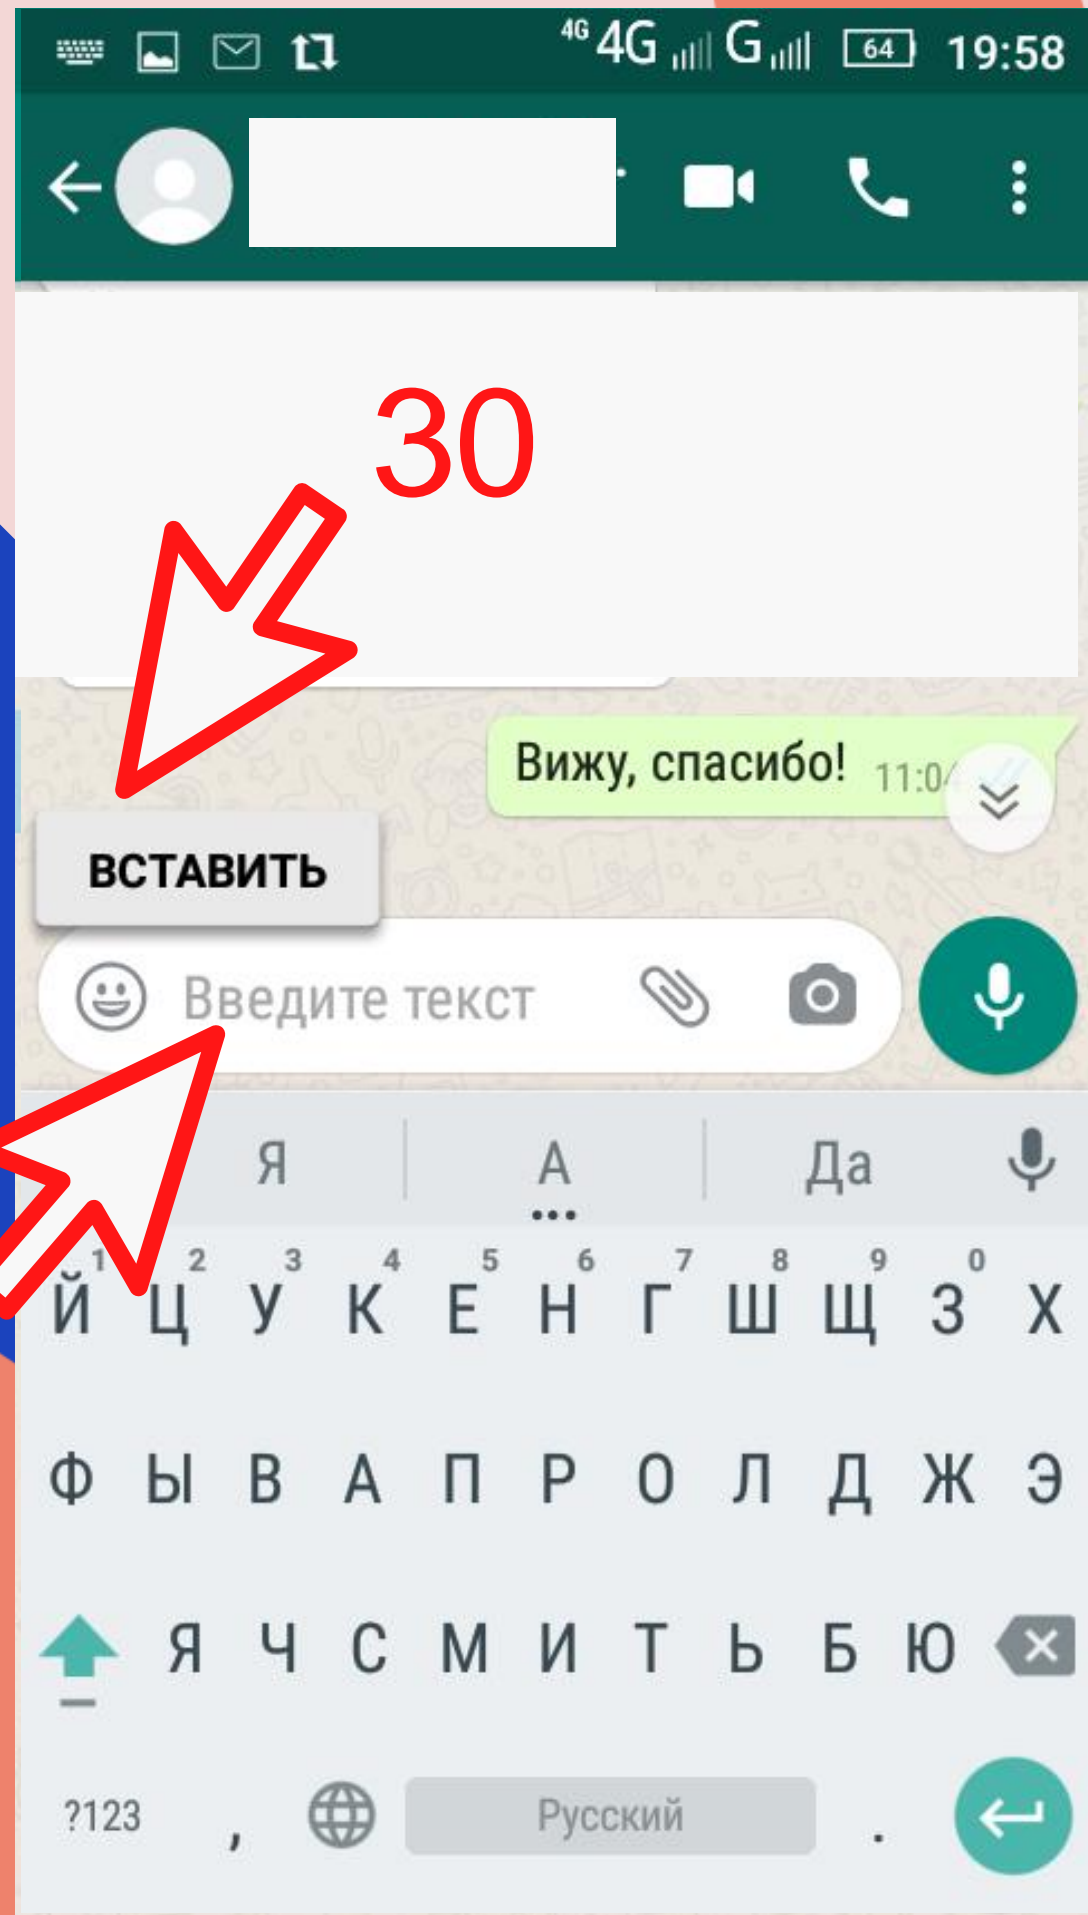 4G 4G G 64 19:58
30
Вижу, спасибо! 11:04
ВСТАВИТЬ
Введите текст
Я А Да
1 2 3 4 5 6 7 8 9 0
Й Ц У К Е Н Г Ш Щ З Х
Ф Ы В А П Р О Л Д Ж Э
Я Ч С М И Т Ь Б Ю
?123 , Русский .